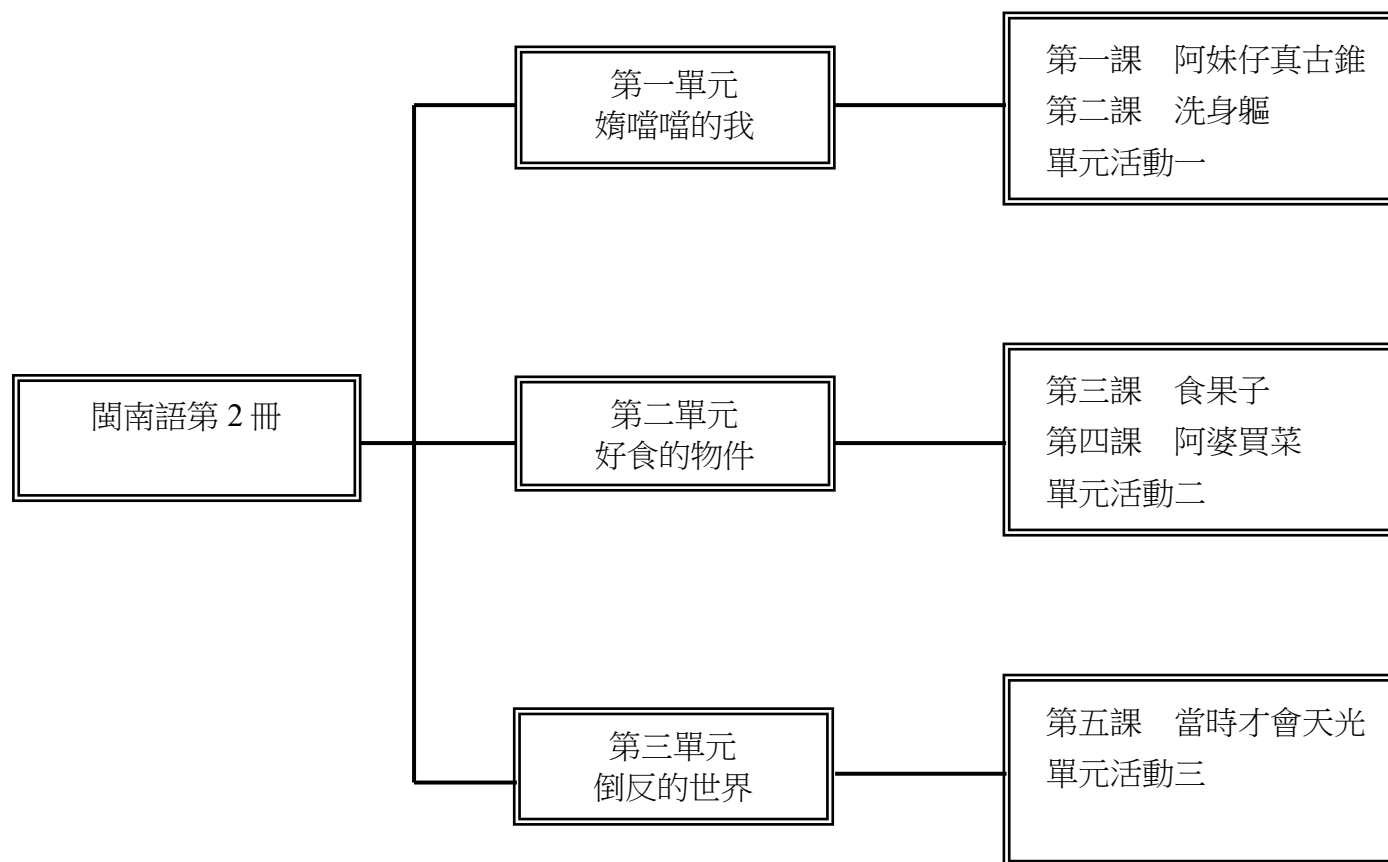 閩南語第 2 冊
第一單元
媠噹噹的我
第一課　阿妹仔真古錐
第二課　洗身軀
單元活動一
第二單元
好食的物件
第三課　食果子
第四課　阿婆買菜
單元活動二
第三單元
倒反的世界
第五課　當時才會天光
單元活動三